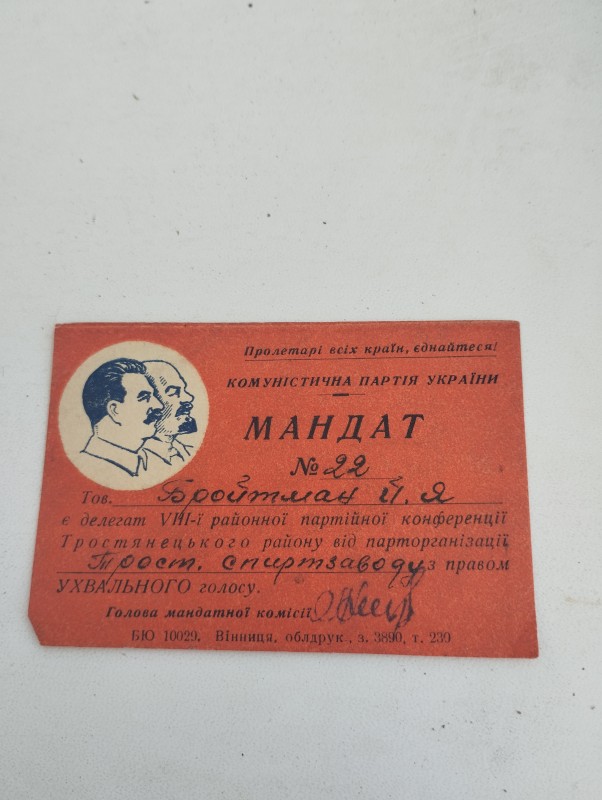 Пролетарі всіх країн, єднайтеся!
КОМУНІСТИЧНА ПАРТІЯ УКРАЇНИ
МАНДАТ
№ 22
Тов. Бройтман Й. Я
є делегат VIII-ї районної партійної конференції
Тростянецького району від парторганізації
Трост. спиртзаводу з правом
УХВАЛЬНОГО голосу.
Голова мандатної комісії
БЮ 10029. Вінниця, облдрук, з. 3890, т. 239